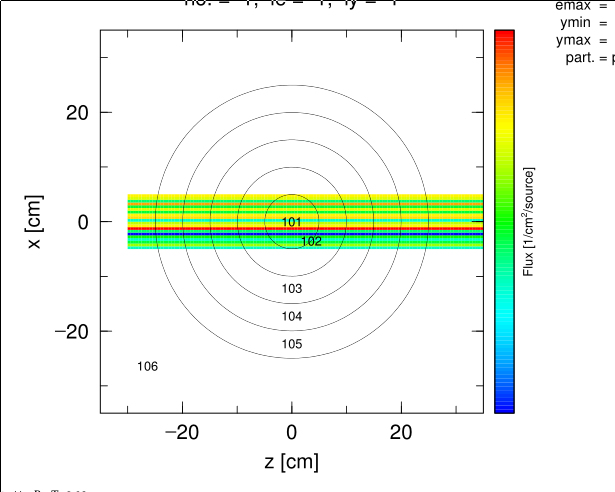 emax =
ymin =
ymax =
part. = p
20
0
−20
x [cm]
101
102
103
104
105
106
−20 0 20
z [cm]
Flux [1/cm²/source]